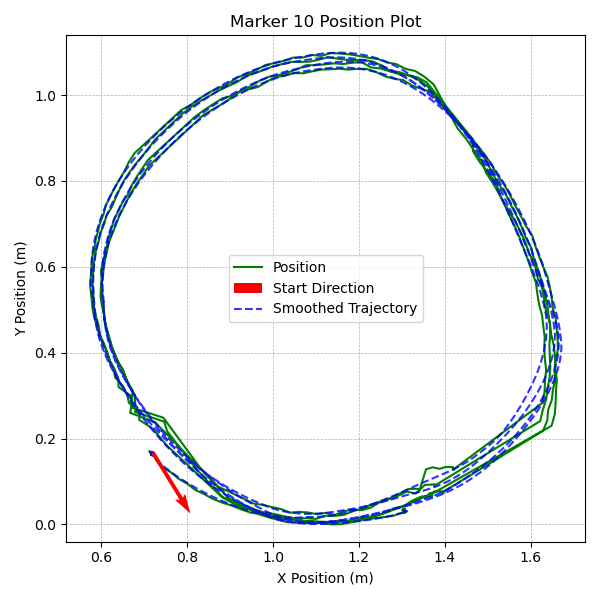 Marker 10 Position Plot
Y Position (m)
1.0
0.8
0.6
0.4
0.2
0.0
Position
Start Direction
Smoothed Trajectory
0.6
0.8
1.0
1.2
1.4
1.6
X Position (m)